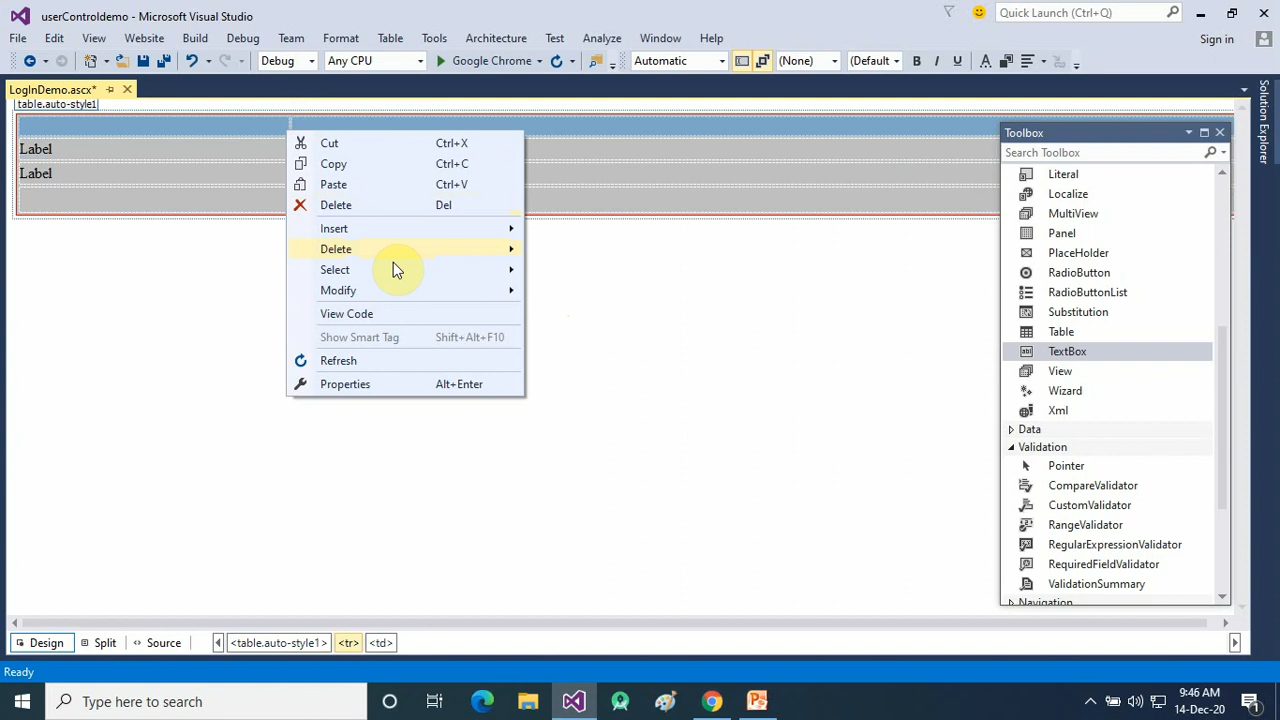 userControldemo - Microsoft Visual Studio
Quick Launch (Ctrl+Q)
File Edit View Website Build Debug Team Format Table Tools Architecture Test Analyze Window Help
Sign in
Debug Any CPU Google Chrome Automatic (None) (Default B I U A
LogInDemo.ascx*
table.auto-style1
Label
Label
Cut Ctrl+X
Copy Ctrl+C
Paste Ctrl+V
Delete Del
Insert
Delete
Select
Modify
View Code
Show Smart Tag Shift+Alt+F10
Refresh
Properties Alt+Enter
Toolbox
Search Toolbox
Literal
Localize
MultiView
Panel
PlaceHolder
RadioButton
RadioButtonList
Substitution
Table
TextBox
View
Wizard
Xml
Data
Validation
Pointer
CompareValidator
CustomValidator
RangeValidator
RegularExpressionValidator
RequiredFieldValidator
ValidationSummary
Navigation
Solution Explorer
Design Split Source <table.auto-style1> <tr> <td>
Ready
Type here to search
9:46 AM
14-Dec-20